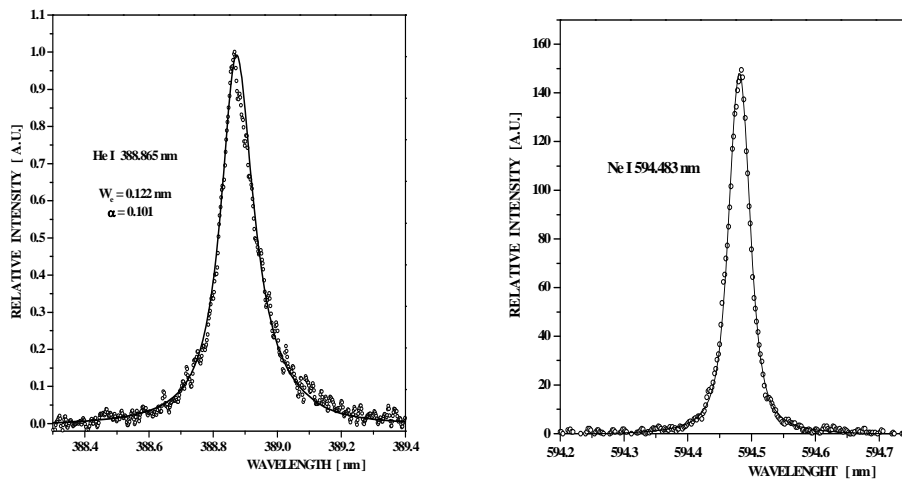 1.1
1.0
0.9
0.8
0.7
0.6
0.5
0.4
0.3
0.2
0.1
0.0
RELATIVE INTENSITY [ A.U.]
He I 388.865 nm
W_e = 0.122 nm
α = 0.101
388.4 388.6 388.8 389.0 389.2 389.4
WAVELENGTH [ nm]
160
140
120
100
80
60
40
20
0
RELATIVE INTENSITY [A.U.]
Ne I 594.483 nm
594.2 594.3 594.4 594.5 594.6 594.7
WAVELENGHT [ nm]